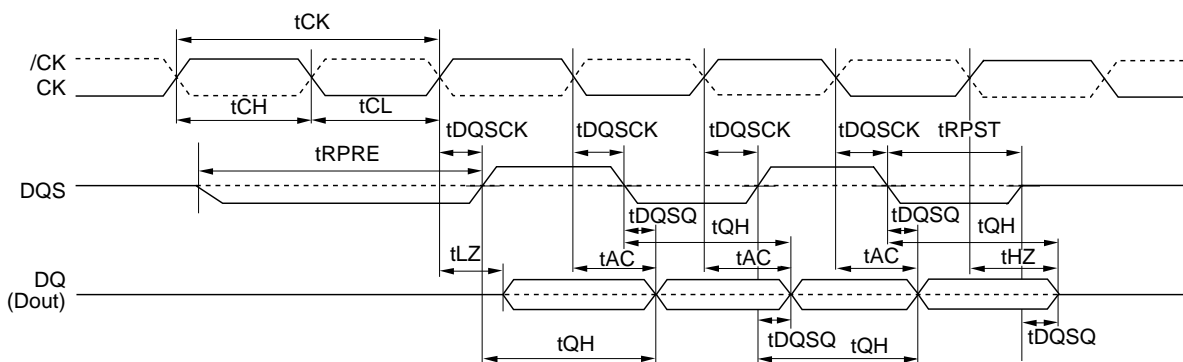 tCK
/CK
CK
tCH
tCL
tDQSCK
tDQSCK
tDQSCK
tDQSCK
tRPST
tRPRE
DQS
tDQSQ
tQH
tDQSQ
tQH
tLZ
tAC
tAC
tAC
tHZ
DQ
(Dout)
tQH
tDQSQ
tQH
tDQSQ